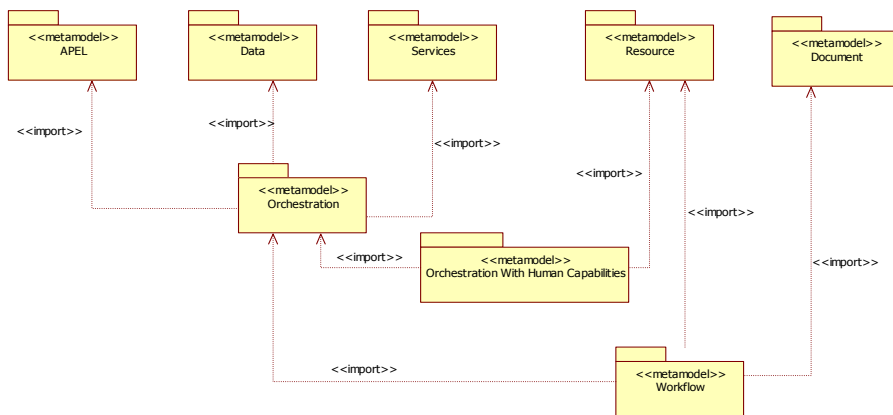 <<metamodel>>
APEL
<<metamodel>>
Data
<<metamodel>>
Services
<<metamodel>>
Resource
<<metamodel>>
Document
<<import>>
<<import>>
<<import>>
<<import>>
<<import>>
<<import>>
<<metamodel>>
Orchestration
<<import>>
<<metamodel>>
Orchestration With Human Capabilities
<<import>>
<<metamodel>>
Workflow